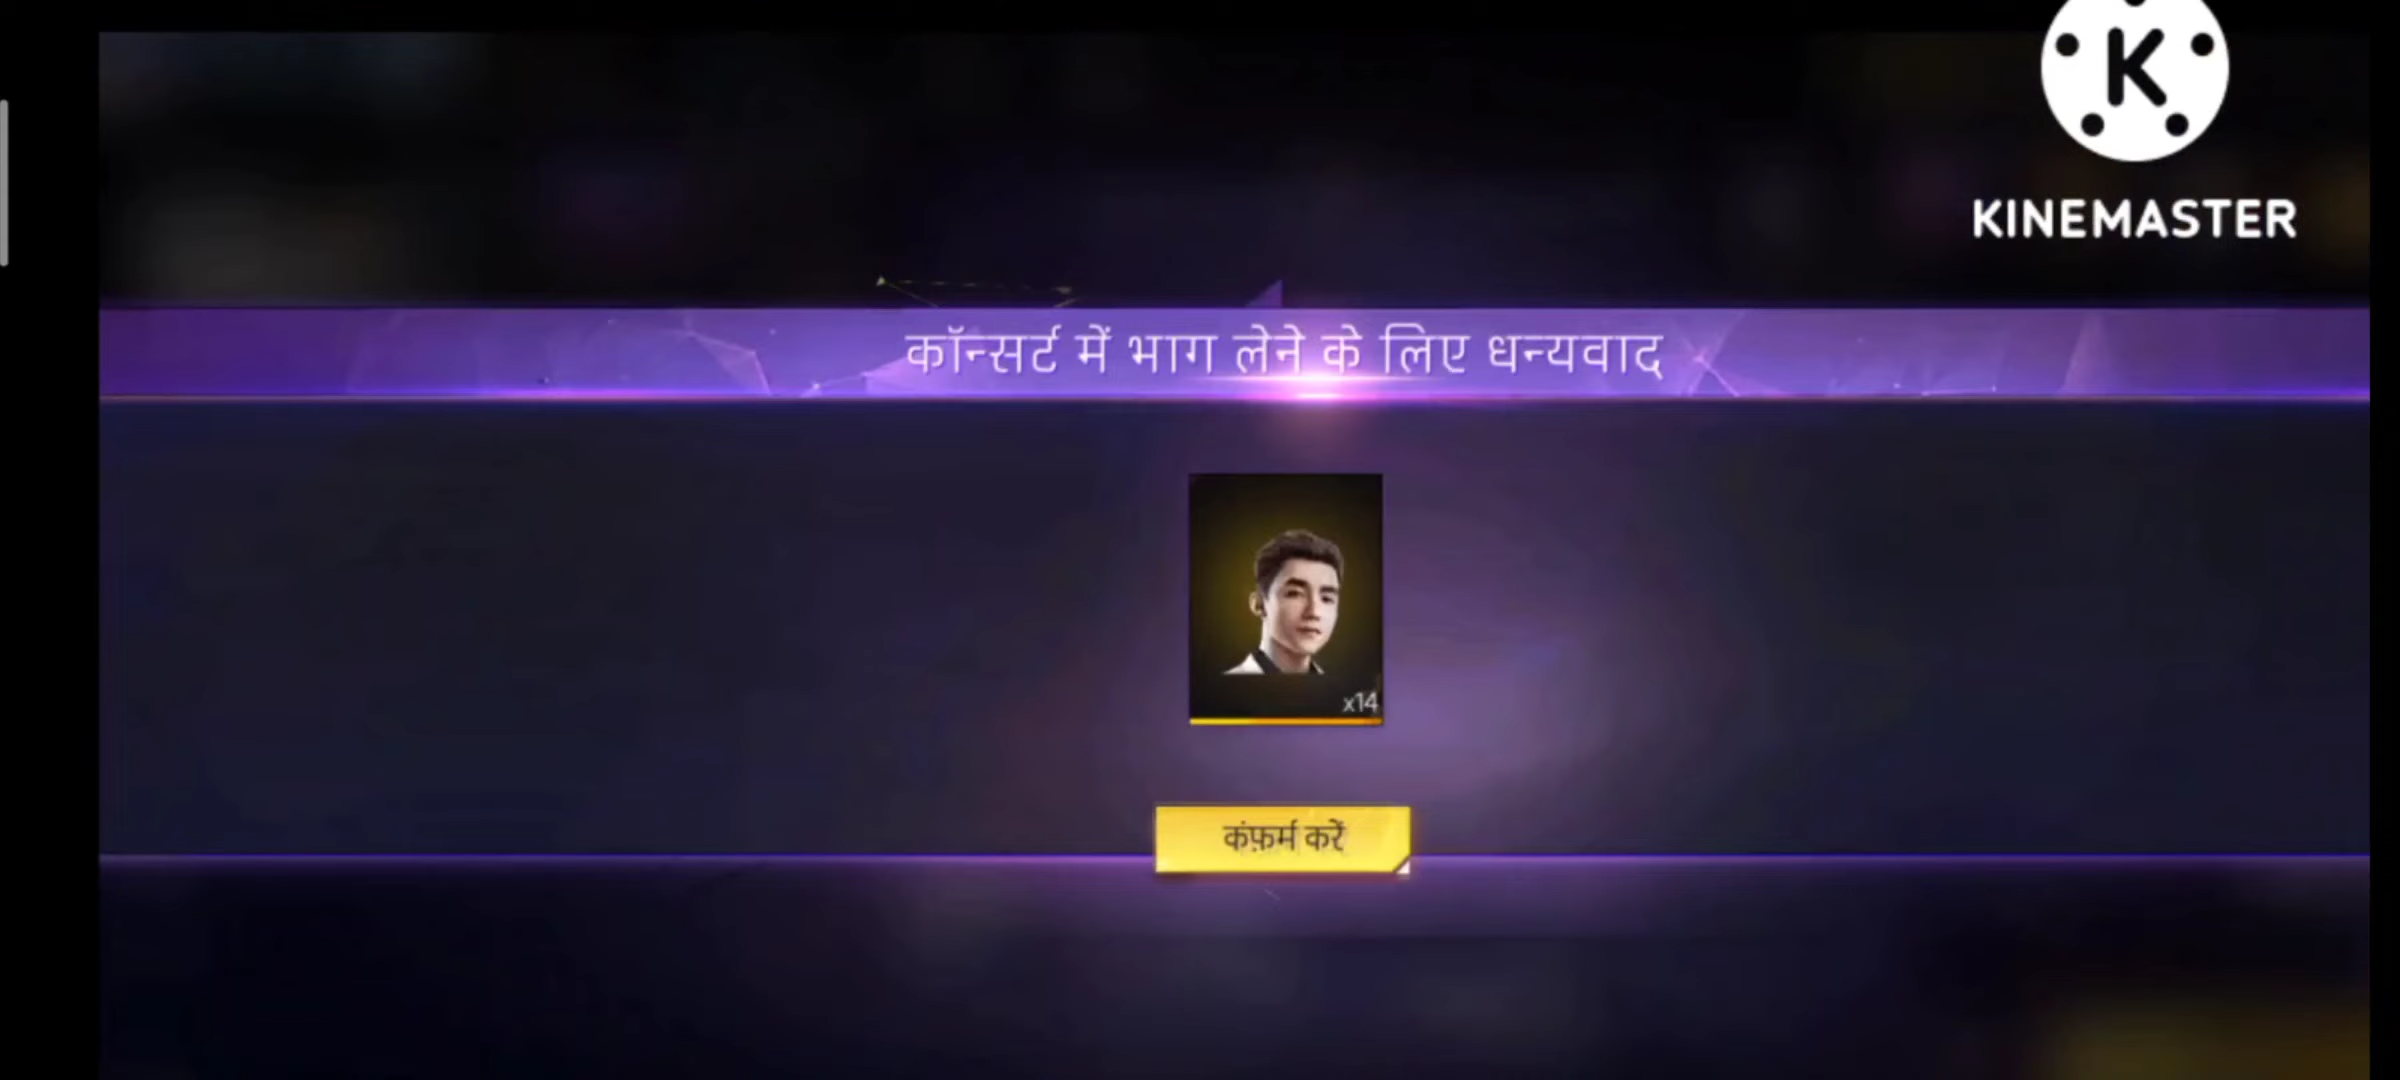 K
KINEMASTER
कॉन्सर्ट में भाग लेने के लिए धन्यवाद
x14
कंफ़र्म करें